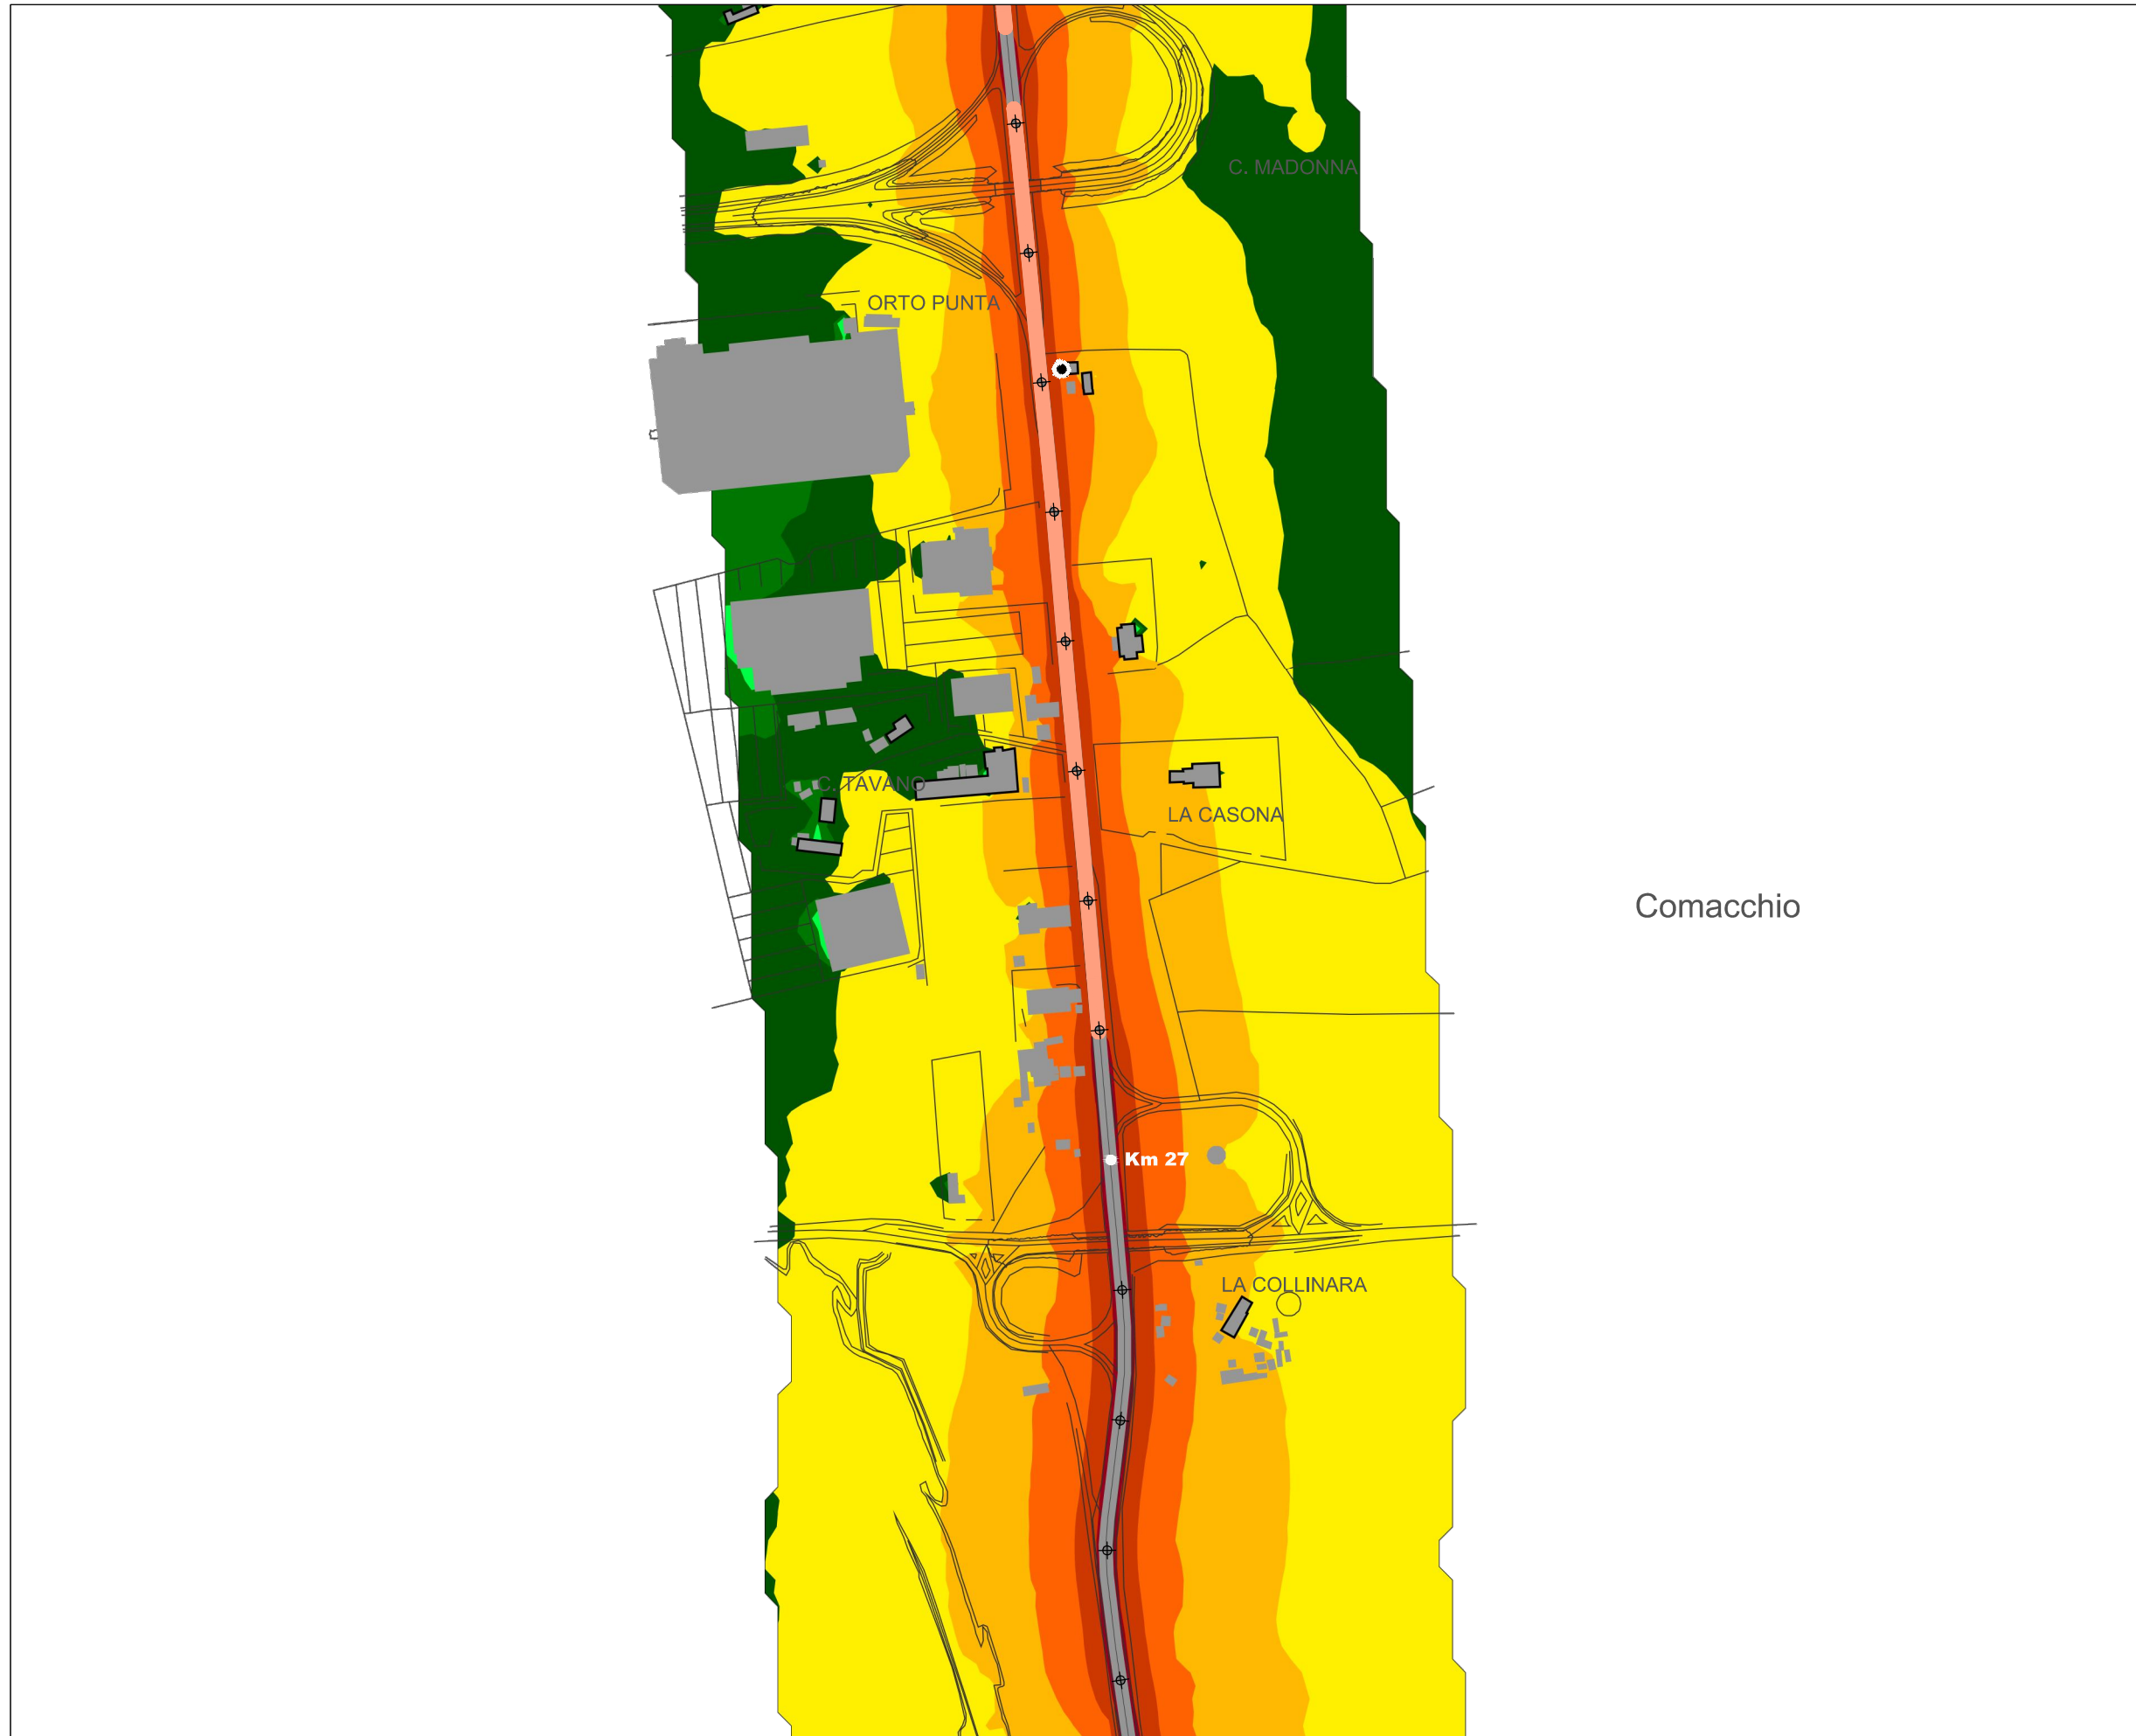 C. MADONNA
ORTO PUNTA
C. TAVANO
LA CASONA
Comacchio
Km 27
LA COLLINARA